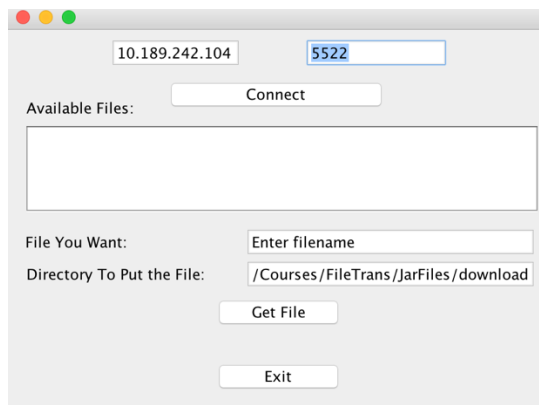 10.189.242.104 5522
Connect
Available Files:
File You Want: Enter filename
Directory To Put the File: /Courses/FileTrans/JarFiles/download
Get File
Exit